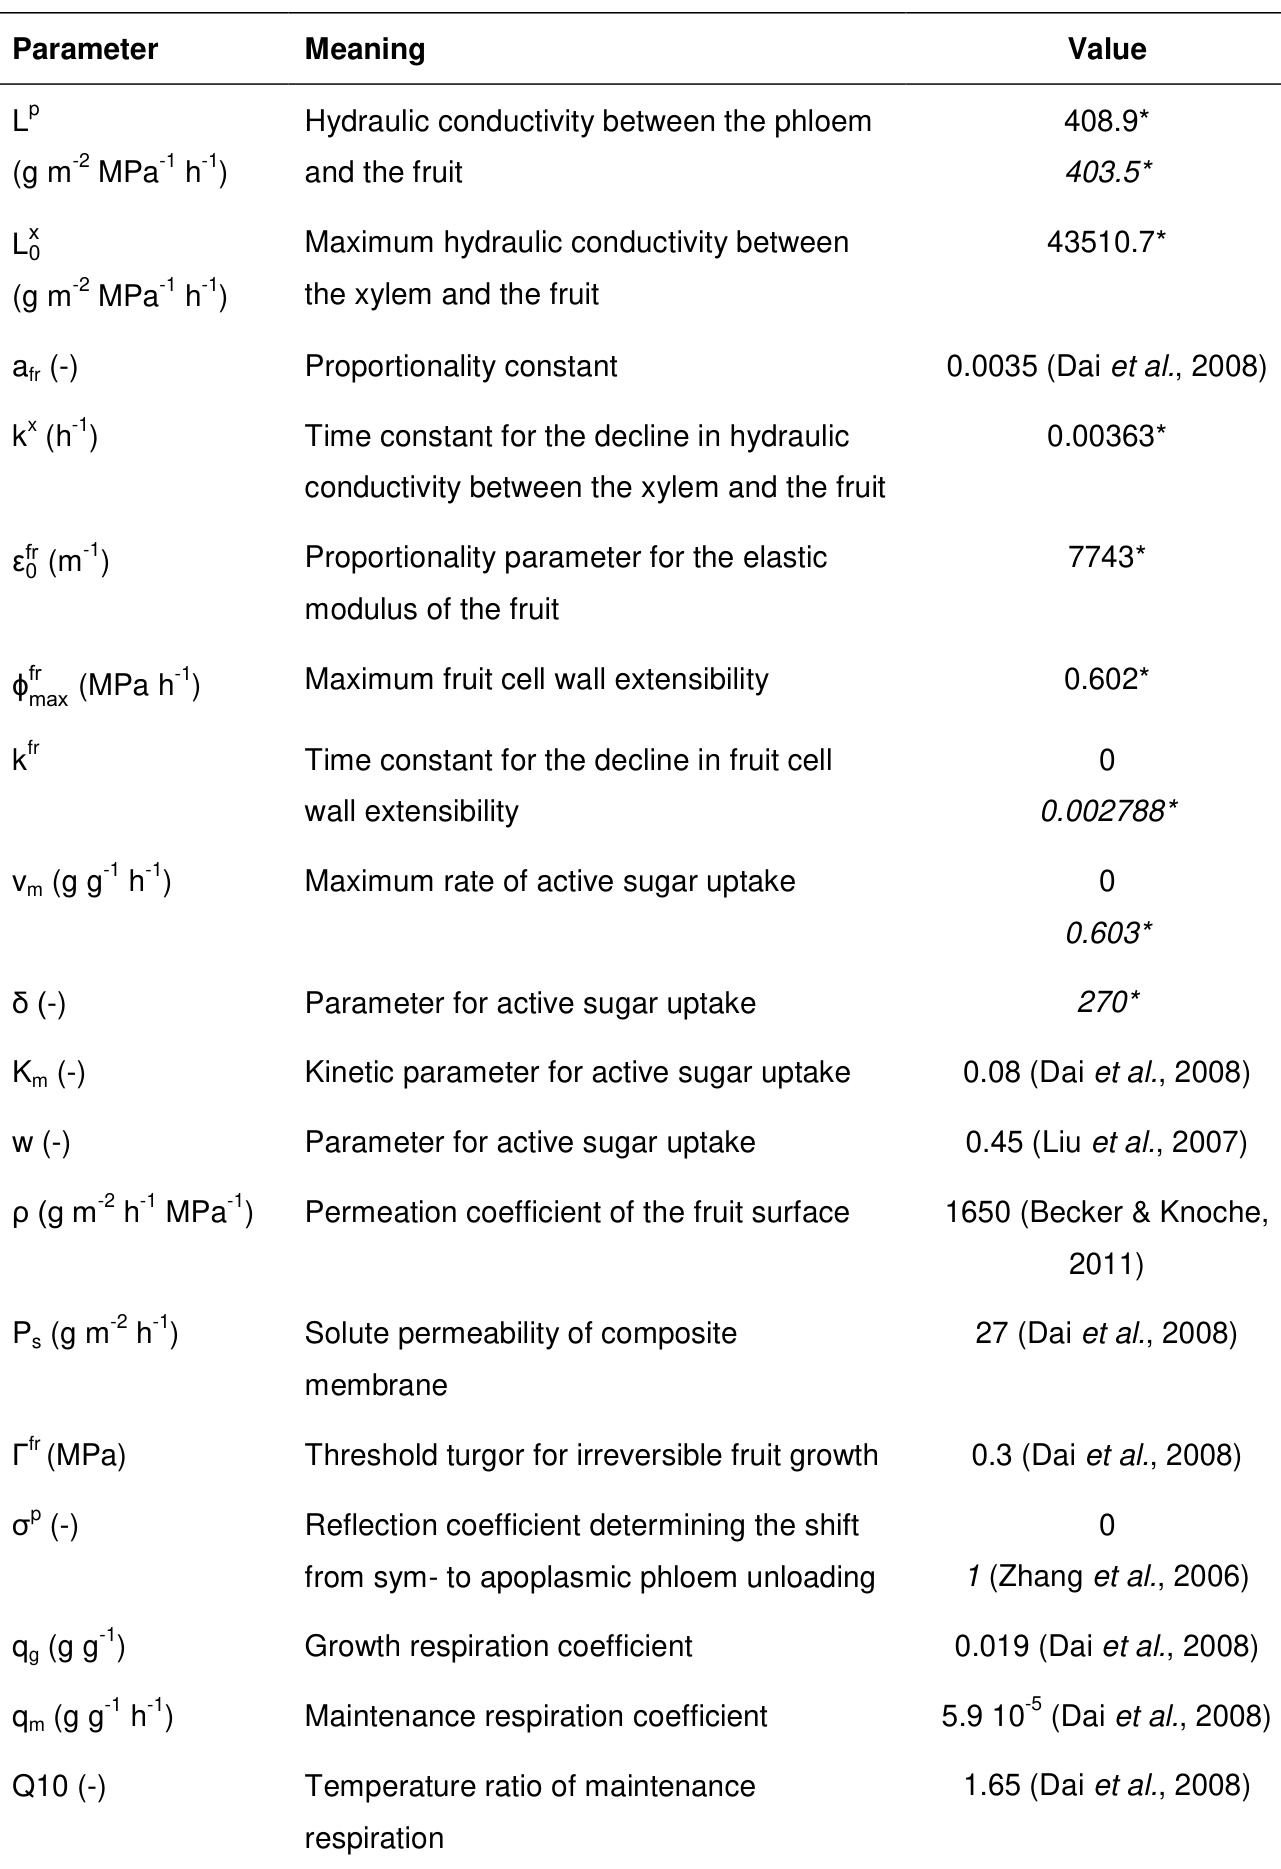 Parameter Meaning Value
L^p Hydraulic conductivity between the phloem 408.9*
(g m^-2 MPa^-1 h^-1) and the fruit 403.5*
L_0^x Maximum hydraulic conductivity between 43510.7*
(g m^-2 MPa^-1 h^-1) the xylem and the fruit
a_fr (-) Proportionality constant 0.0035 (Dai et al., 2008)
k^x (h^-1) Time constant for the decline in hydraulic 0.00363*
conductivity between the xylem and the fruit
ε_0^fr (m^-1) Proportionality parameter for the elastic 7743*
modulus of the fruit
ϕ_max^fr (MPa h^-1) Maximum fruit cell wall extensibility 0.602*
k^fr Time constant for the decline in fruit cell 0
wall extensibility 0.002788*
v_m (g g^-1 h^-1) Maximum rate of active sugar uptake 0
0.603*
δ (-) Parameter for active sugar uptake 270*
K_m (-) Kinetic parameter for active sugar uptake 0.08 (Dai et al., 2008)
w (-) Parameter for active sugar uptake 0.45 (Liu et al., 2007)
ρ (g m^-2 h^-1 MPa^-1) Permeation coefficient of the fruit surface 1650 (Becker & Knoche,
2011)
P_s (g m^-2 h^-1) Solute permeability of composite 27 (Dai et al., 2008)
membrane
Γ^fr (MPa) Threshold turgor for irreversible fruit growth 0.3 (Dai et al., 2008)
σ^p (-) Reflection coefficient determining the shift 0
from sym- to apoplasmic phloem unloading 1 (Zhang et al., 2006)
q_g (g g^-1) Growth respiration coefficient 0.019 (Dai et al., 2008)
q_m (g g^-1 h^-1) Maintenance respiration coefficient 5.9 10^-5 (Dai et al., 2008)
Q10 (-) Temperature ratio of maintenance 1.65 (Dai et al., 2008)
respiration